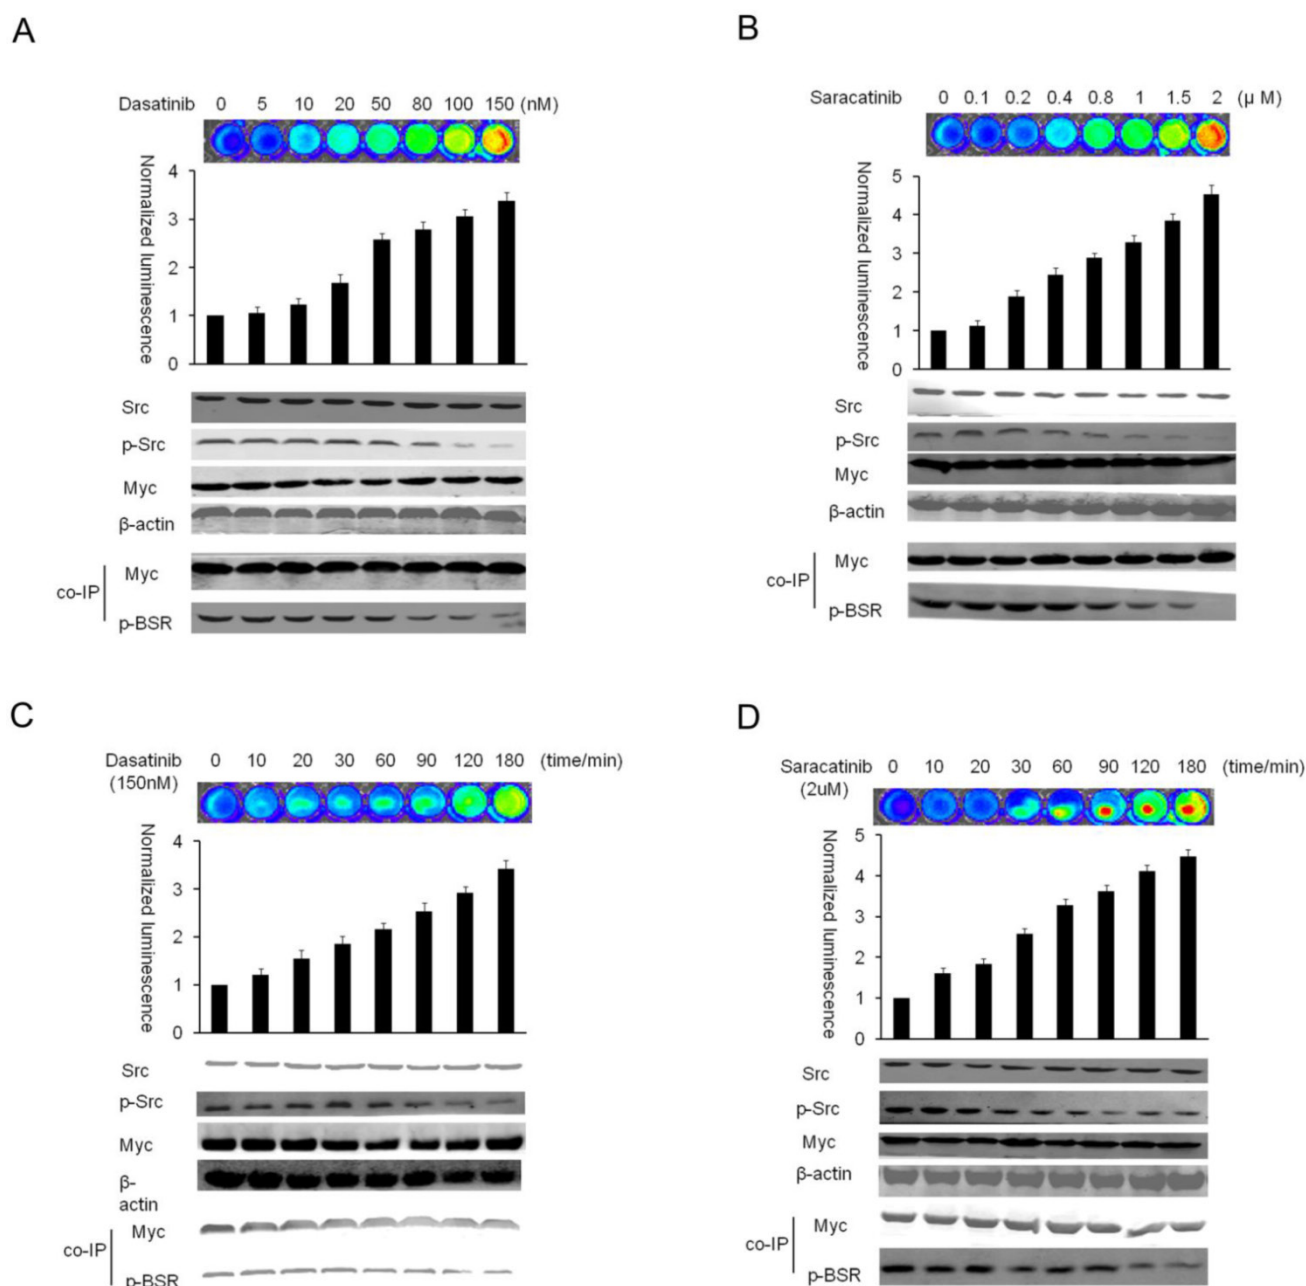 A
Dasatinib 0 5 10 20 50 80 100 150 (nM)
Normalized luminescence
4
3
2
1
0
Src
p-Src
Myc
β-actin
co-IP
Myc
p-BSR
B
Saracatinib 0 0.1 0.2 0.4 0.8 1 1.5 2 (μ M)
Normalized luminescence
5
4
3
2
1
0
Src
p-Src
Myc
β-actin
co-IP
Myc
p-BSR
C
Dasatinib 0 10 20 30 60 90 120 180 (time/min)
(150nM)
Normalized luminescence
4
3
2
1
0
Src
p-Src
Myc
β-
actin
co-IP
Myc
p-BSR
D
Saracatinib 0 10 20 30 60 90 120 180 (time/min)
(2uM)
Normalized luminescence
5
4
3
2
1
0
Src
p-Src
Myc
β-actin
co-IP
Myc
p-BSR